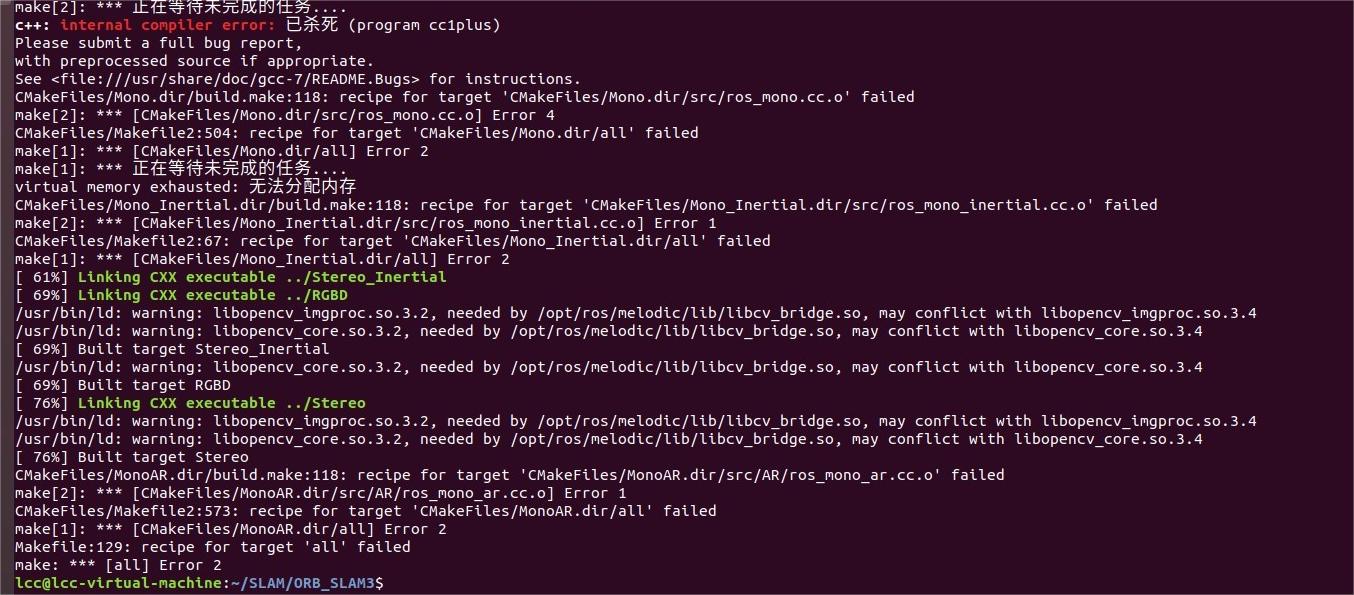 make[2]: *** 正在等待未完成的任务....
c++: internal compiler error: 已杀死 (program cc1plus)
Please submit a full bug report,
with preprocessed source if appropriate.
See <file:///usr/share/doc/gcc-7/README.Bugs> for instructions.
CMakeFiles/Mono.dir/build.make:118: recipe for target 'CMakeFiles/Mono.dir/src/ros_mono.cc.o' failed
make[2]: *** [CMakeFiles/Mono.dir/src/ros_mono.cc.o] Error 4
CMakeFiles/Makefile2:504: recipe for target 'CMakeFiles/Mono.dir/all' failed
make[1]: *** [CMakeFiles/Mono.dir/all] Error 2
make[1]: *** 正在等待未完成的任务....
virtual memory exhausted: 无法分配内存
CMakeFiles/Mono_Inertial.dir/build.make:118: recipe for target 'CMakeFiles/Mono_Inertial.dir/src/ros_mono_inertial.cc.o' failed
make[2]: *** [CMakeFiles/Mono_Inertial.dir/src/ros_mono_inertial.cc.o] Error 1
CMakeFiles/Makefile2:67: recipe for target 'CMakeFiles/Mono_Inertial.dir/all' failed
make[1]: *** [CMakeFiles/Mono_Inertial.dir/all] Error 2
[ 61%] Linking CXX executable ../Stereo_Inertial
[ 69%] Linking CXX executable ../RGBD
/usr/bin/ld: warning: libopencv_imgproc.so.3.2, needed by /opt/ros/melodic/lib/libcv_bridge.so, may conflict with libopencv_imgproc.so.3.4
/usr/bin/ld: warning: libopencv_core.so.3.2, needed by /opt/ros/melodic/lib/libcv_bridge.so, may conflict with libopencv_core.so.3.4
[ 69%] Built target Stereo_Inertial
/usr/bin/ld: warning: libopencv_core.so.3.2, needed by /opt/ros/melodic/lib/libcv_bridge.so, may conflict with libopencv_core.so.3.4
[ 69%] Built target RGBD
[ 76%] Linking CXX executable ../Stereo
/usr/bin/ld: warning: libopencv_imgproc.so.3.2, needed by /opt/ros/melodic/lib/libcv_bridge.so, may conflict with libopencv_imgproc.so.3.4
/usr/bin/ld: warning: libopencv_core.so.3.2, needed by /opt/ros/melodic/lib/libcv_bridge.so, may conflict with libopencv_core.so.3.4
[ 76%] Built target Stereo
CMakeFiles/MonoAR.dir/build.make:118: recipe for target 'CMakeFiles/MonoAR.dir/src/AR/ros_mono_ar.cc.o' failed
make[2]: *** [CMakeFiles/MonoAR.dir/src/AR/ros_mono_ar.cc.o] Error 1
CMakeFiles/Makefile2:573: recipe for target 'CMakeFiles/MonoAR.dir/all' failed
make[1]: *** [CMakeFiles/MonoAR.dir/all] Error 2
Makefile:129: recipe for target 'all' failed
make: *** [all] Error 2
lcc@lcc-virtual-machine:~/SLAM/ORB_SLAM3$